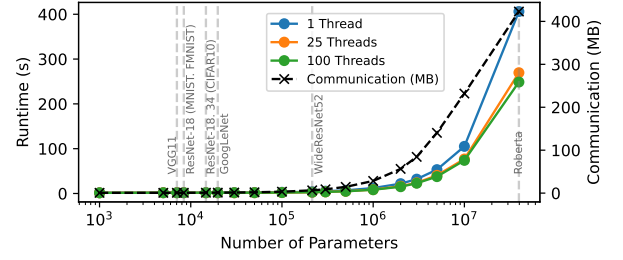 1 Thread
25 Threads
100 Threads
Communication (MB)
Runtime (s)
400
300
200
100
0
VGG11
ResNet-18 (MNIST. FMNIST)
ResNet-18. 34 (CIFAR10)
GoogLeNet
WideResNet52
Roberta
400
300
200
100
0
Communication (MB)
10³
10⁴
10⁵
10⁶
10⁷
Number of Parameters